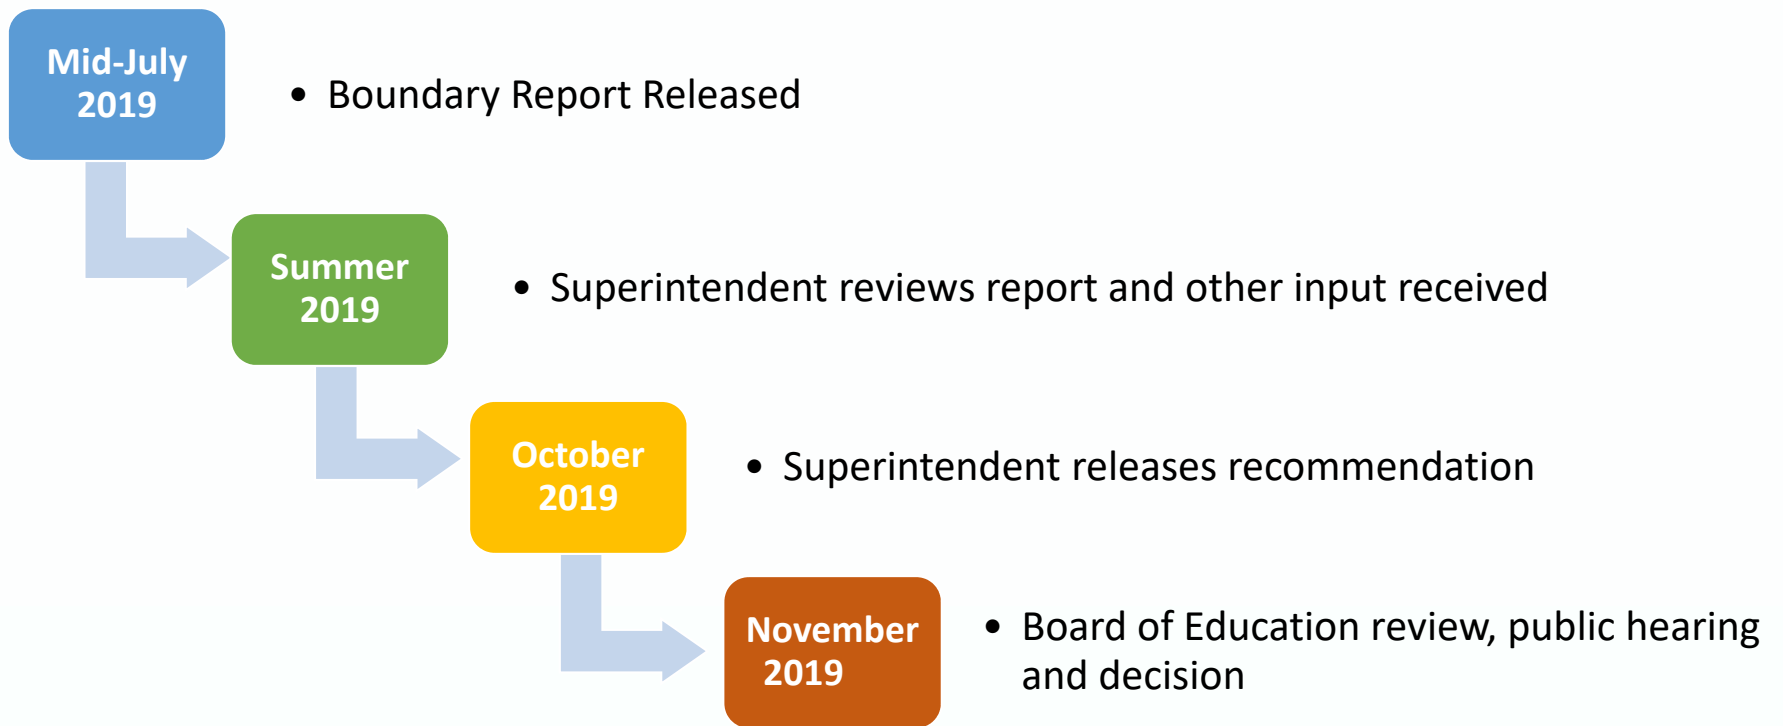 Mid-July
2019
• Boundary Report Released
Summer
2019
• Superintendent reviews report and other input received
October
2019
• Superintendent releases recommendation
November
2019
• Board of Education review, public hearing
and decision